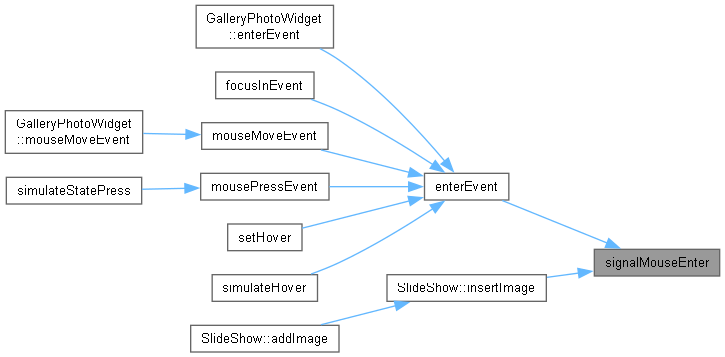 GalleryPhotoWidget
::enterEvent
focusInEvent
GalleryPhotoWidget
::mouseMoveEvent
mouseMoveEvent
simulateStatePress
mousePressEvent
enterEvent
setHover
signalMouseEnter
simulateHover
SlideShow::insertImage
SlideShow::addImage